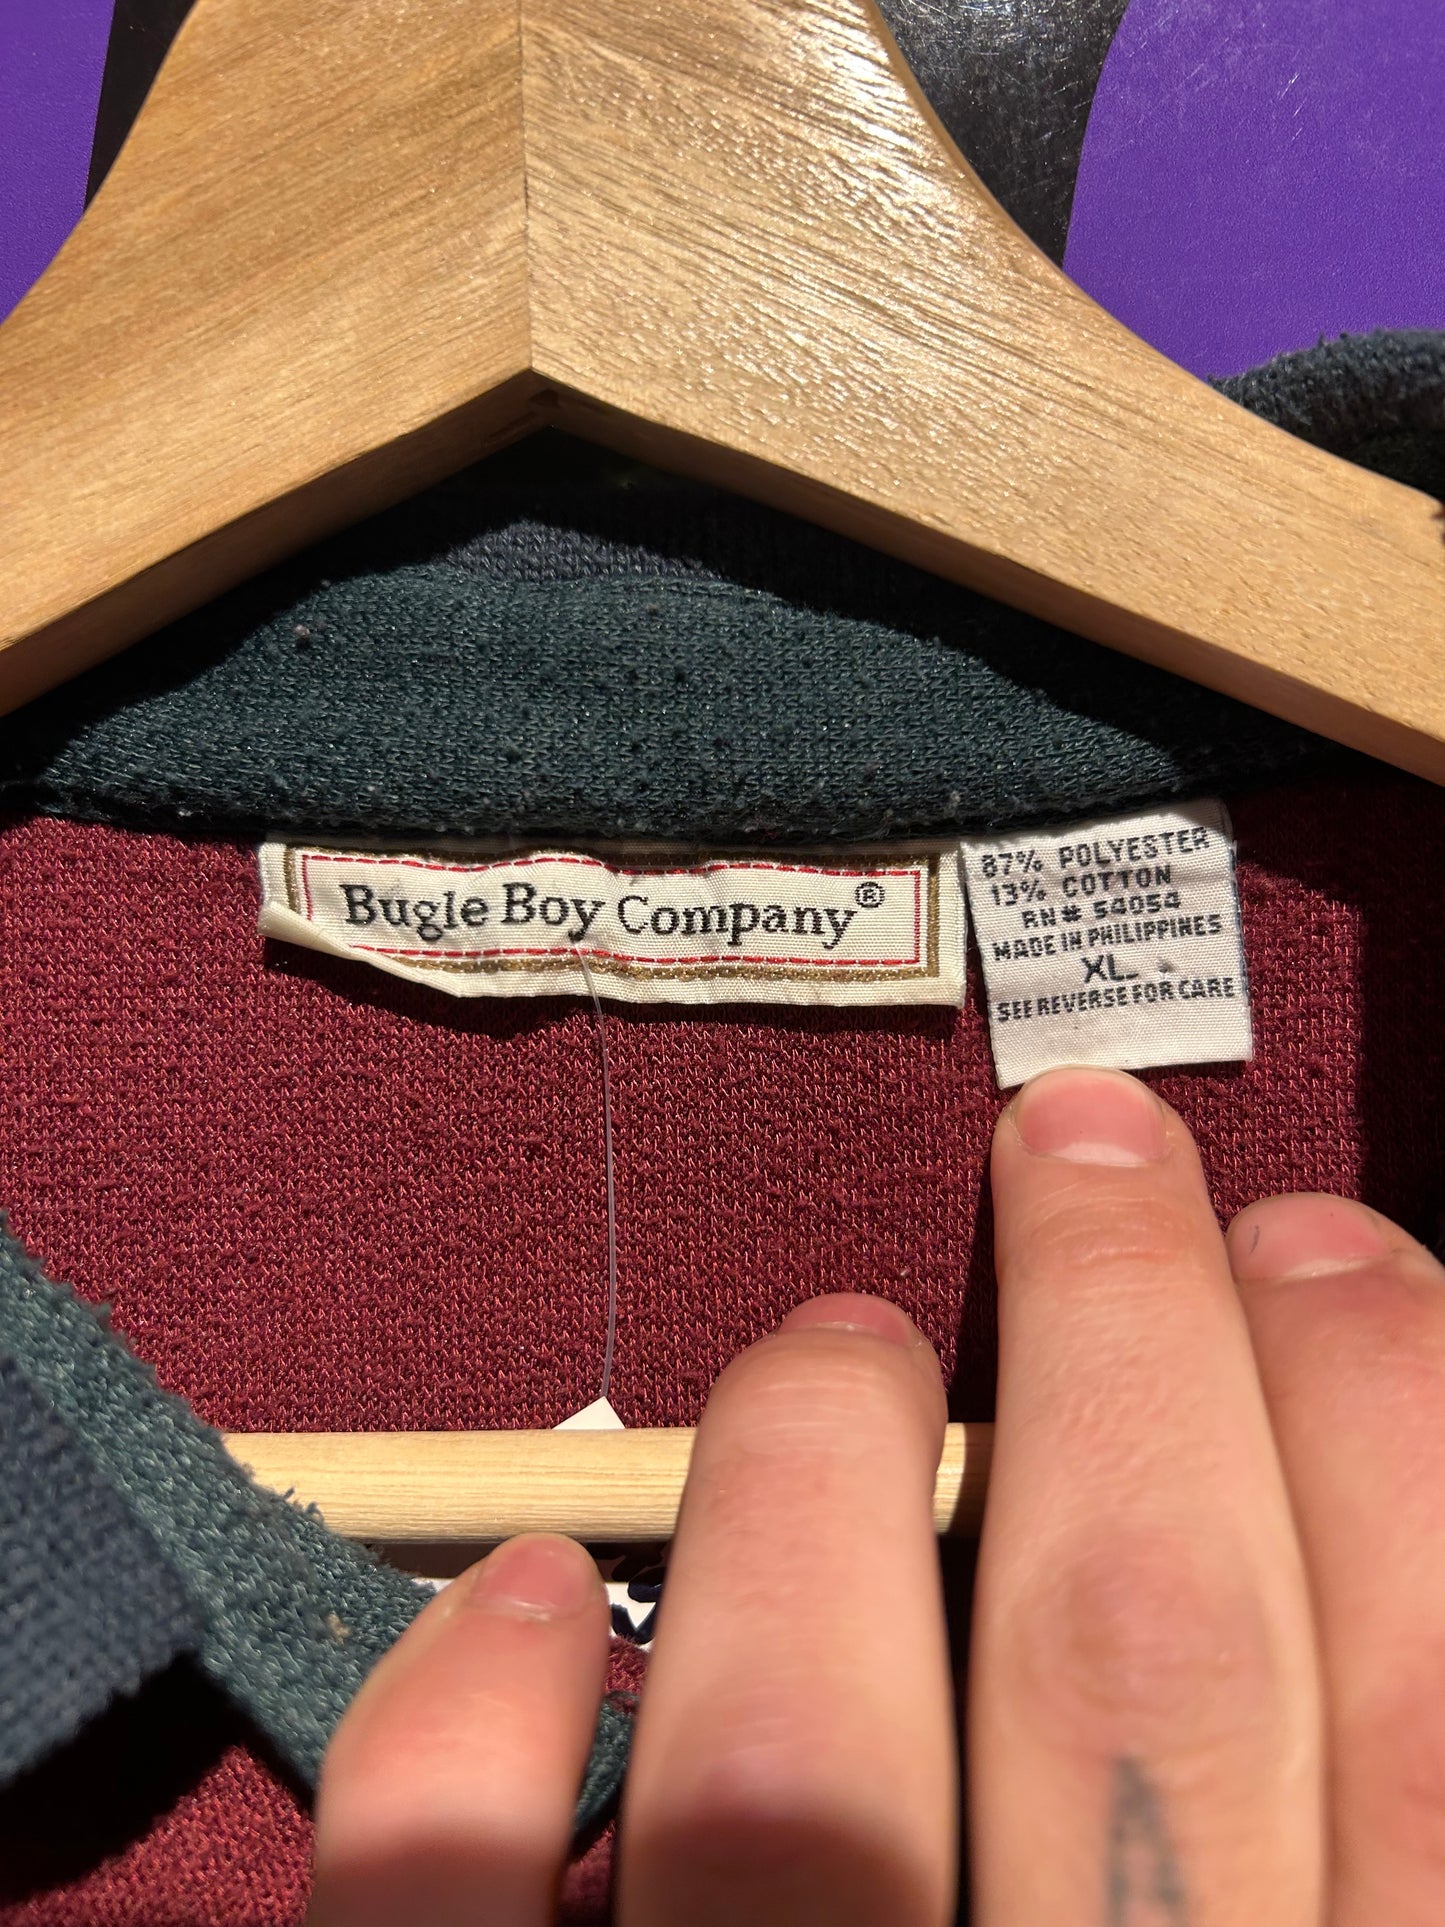 Bugle Boy Company®
87% POLYESTER
13% COTTON
RN# 54054
MADE IN PHILIPPINES
XL
SEE REVERSE FOR CARE